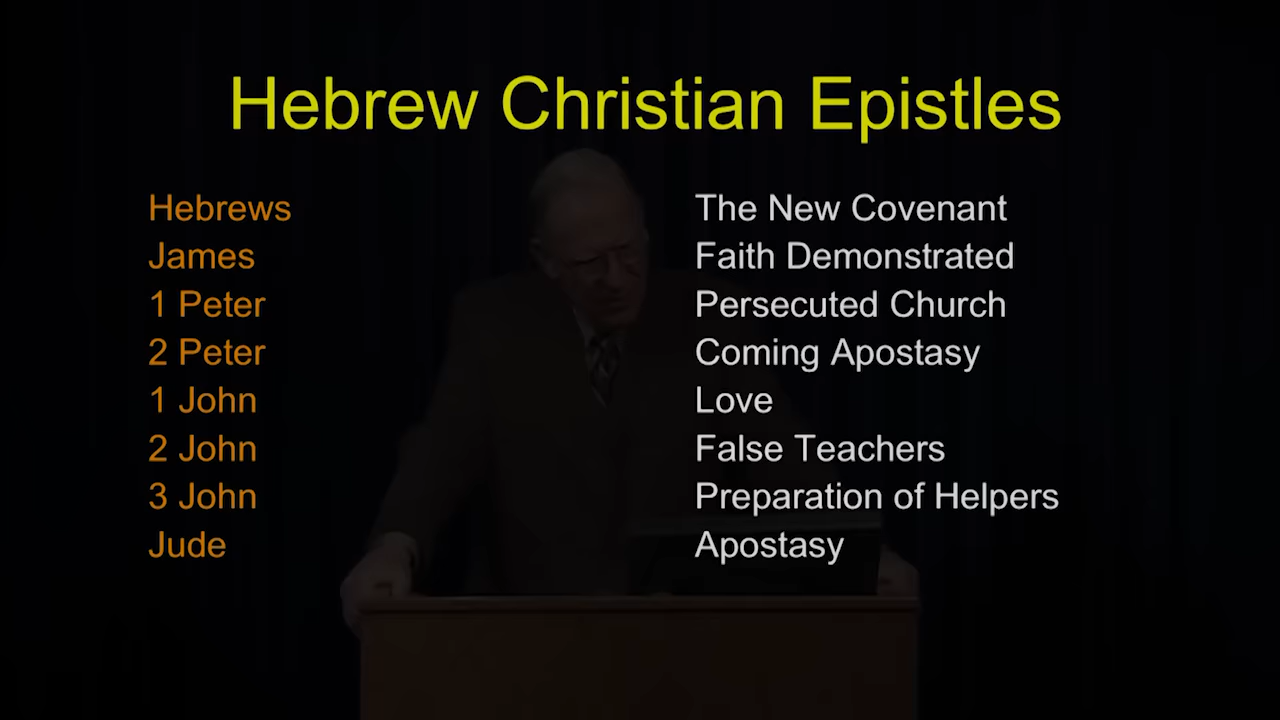 Hebrew Christian Epistles
Hebrews The New Covenant
James Faith Demonstrated
1 Peter Persecuted Church
2 Peter Coming Apostasy
1 John Love
2 John False Teachers
3 John Preparation of Helpers
Jude Apostasy